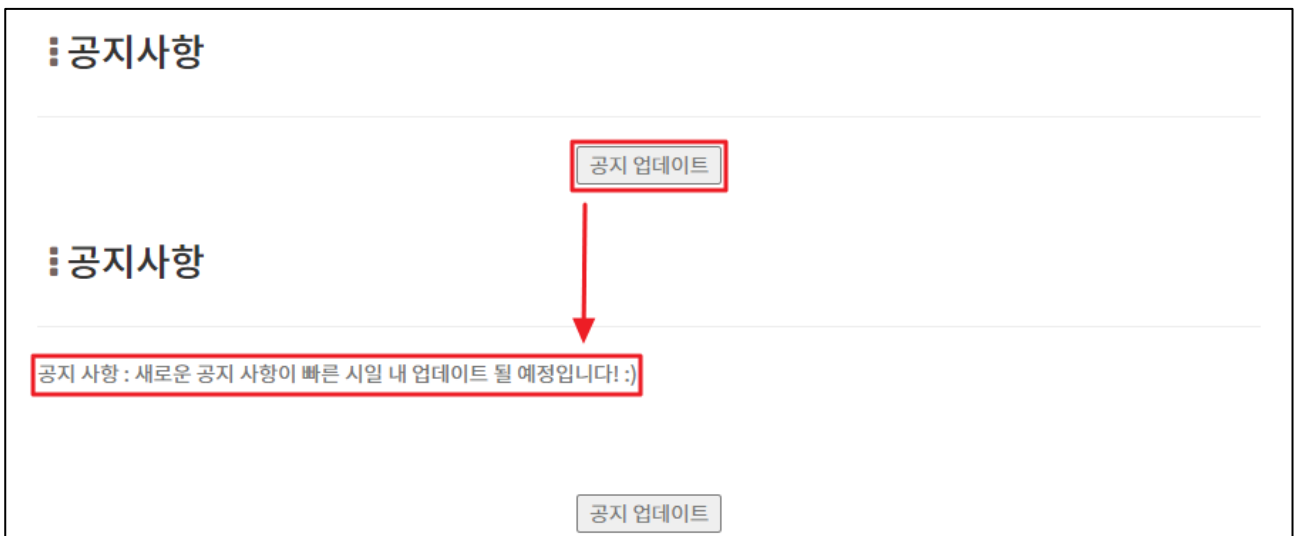 공지사항
공지 업데이트
공지사항
공지 사항 : 새로운 공지 사항이 빠른 시일 내 업데이트 될 예정입니다! :)
공지 업데이트